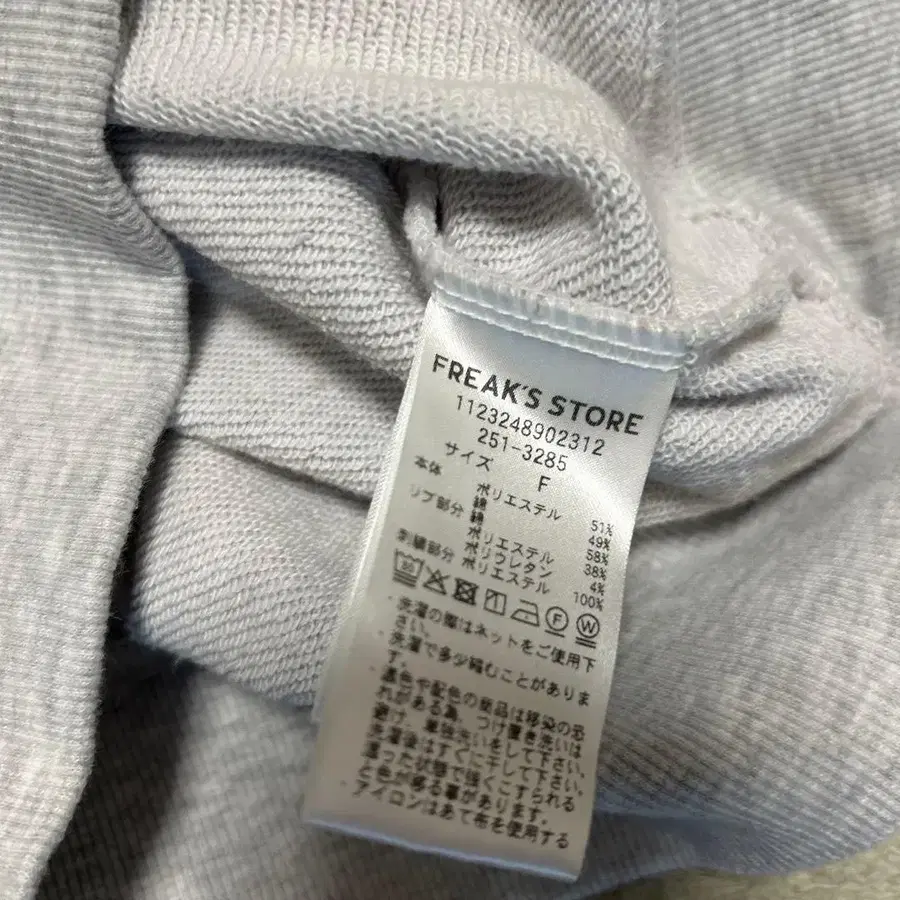 FREAK'S STORE
1123248902312
251-3285
サイズ F
本体 ポリエステル 51%
綿 49%
リブ部分 綿 58%
ポリエステル 38%
ポリウレタン 4%
刺繍部分 ポリエステル 100%
30 F W
・洗濯の際はネットをご使用下
さい。
・洗濯で多少縮むことがありま
す。
・濃色や配色の商品は移染の恐
れがある為、つけ置き洗いは
避け、単独洗いをして下さい。
・洗濯後はすぐに干して下さい。
・湿った状態で強くこすられる
と色が移る事があります。
・アイロンはあて布を使用する